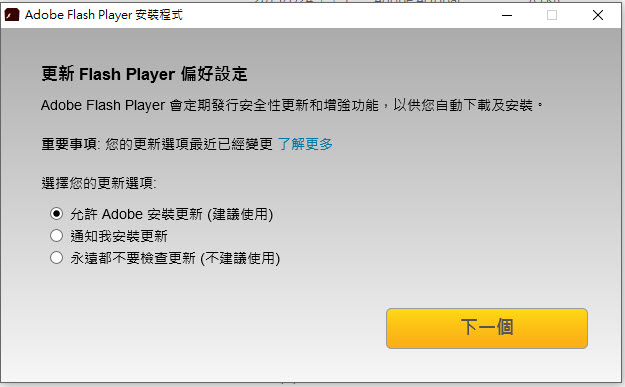 Adobe Flash Player 安裝程式
更新 Flash Player 偏好設定
Adobe Flash Player 會定期發行安全性更新和增強功能，以供您自動下載及安裝。
重要事項: 您的更新選項最近已經變更 了解更多
選擇您的更新選項:
允許 Adobe 安裝更新 (建議使用)
通知我安裝更新
永遠都不要檢查更新 (不建議使用)
下一個